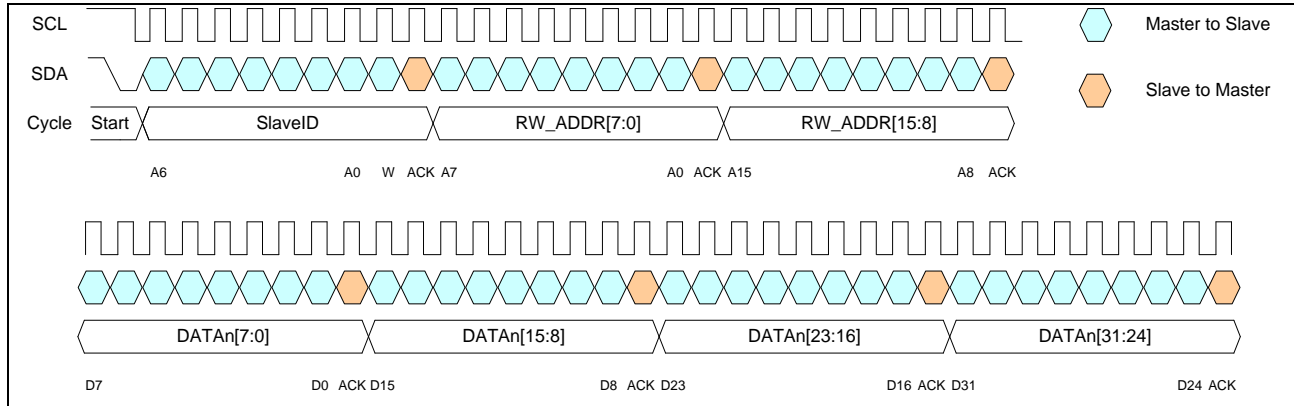 SCL
Master to Slave
SDA
Slave to Master
Cycle Start SlaveID RW_ADDR[7:0] RW_ADDR[15:8]
A6 A0 W ACK A7 A0 ACK A15 A8 ACK
DATAn[7:0] DATAn[15:8] DATAn[23:16] DATAn[31:24]
D7 D0 ACK D15 D8 ACK D23 D16 ACK D31 D24 ACK